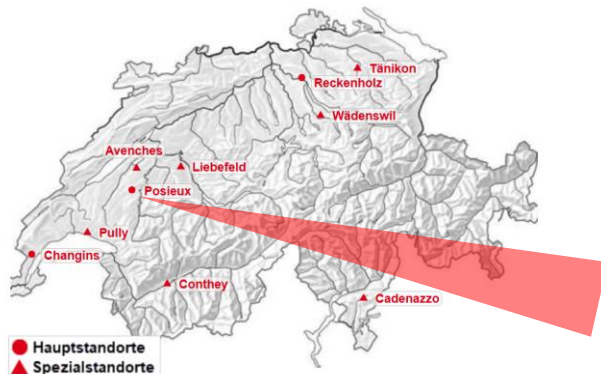 Tänikon
Reckenholz
Wädenswil
Avenches
Liebefeld
Posieux
Pully
Changins
Conthey
Cadenazzo
Hauptstandorte
Spezialstandorte